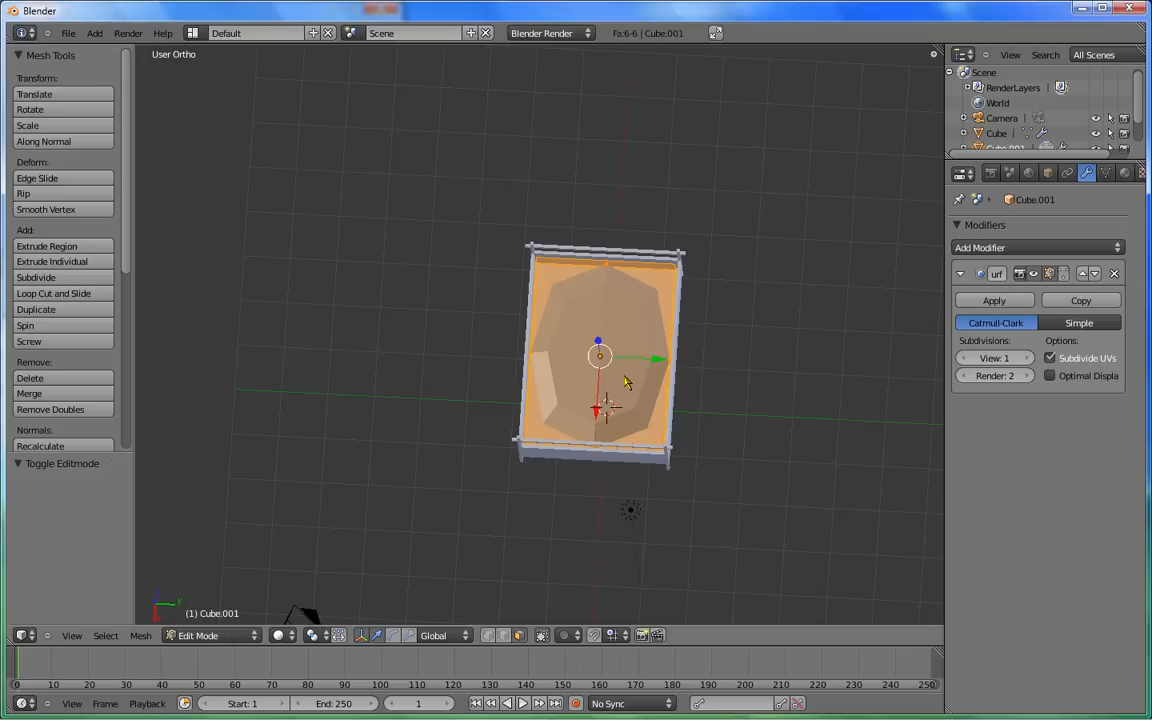 Blender
File Add Render Help
Default
Scene
Blender Render
Fa:6-6 | Cube.001
View Search All Scenes
Mesh Tools
Transform:
Translate
Rotate
Scale
Along Normal
Deform:
Edge Slide
Rip
Smooth Vertex
Add:
Extrude Region
Extrude Individual
Subdivide
Loop Cut and Slide
Duplicate
Spin
Screw
Remove:
Delete
Merge
Remove Doubles
Normals:
Recalculate
Toggle Editmode
User Ortho
z
y
(1) Cube.001
Scene
RenderLayers
World
Camera
Cube
Cube.001
Cube.001
Modifiers
Add Modifier
urf
Apply Copy
Catmull-Clark Simple
Subdivisions: Options:
View: 1 Subdivide UVs
Render: 2 Optimal Displa
View Select Mesh Edit Mode Global
0 10 20 30 40 50 60 70 80 90 100 110 120 130 140 150 160 170 180 190 200 210 220 230 240 250
View Frame Playback Start: 1 End: 250 1 No Sync